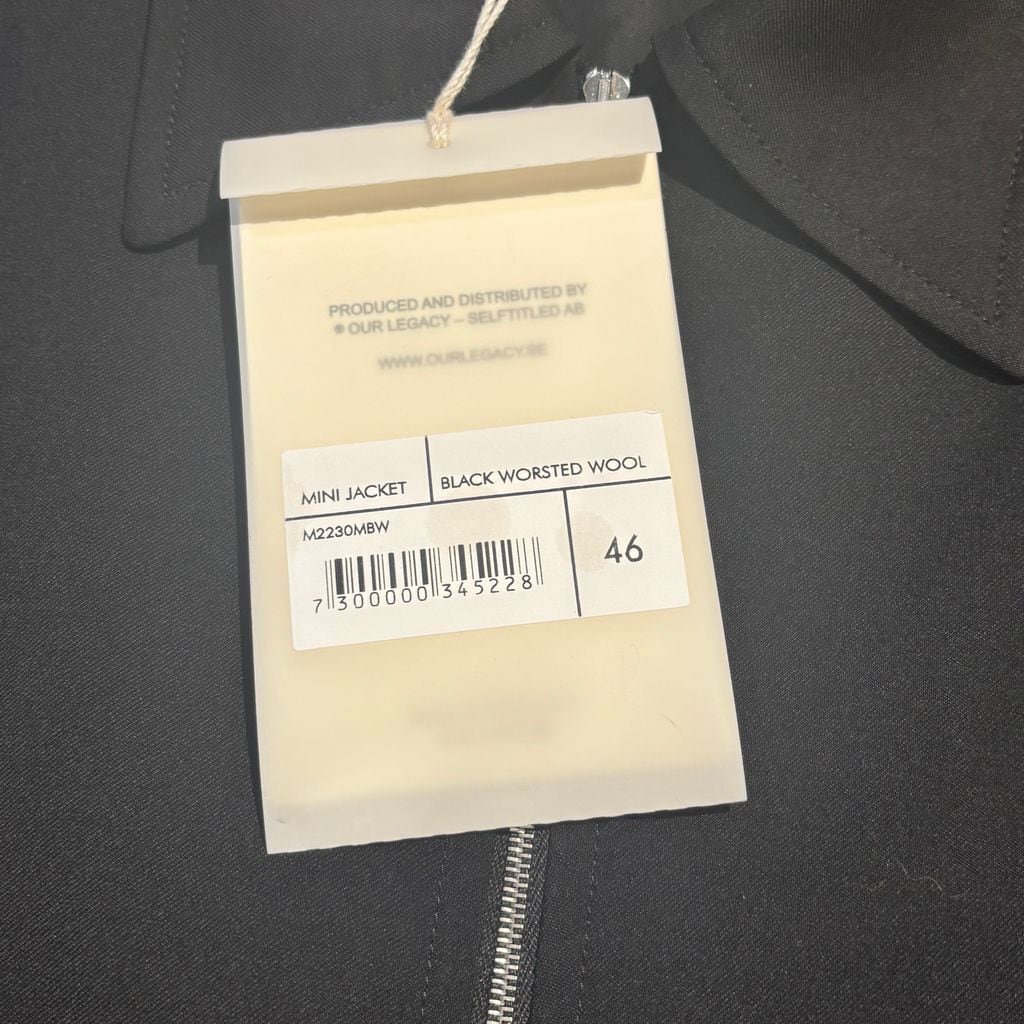 PRODUCED AND DISTRIBUTED BY
® OUR LEGACY – SELFTITLED AB
WWW.OURLEGACY.SE
MINI JACKET
BLACK WORSTED WOOL
M2230MBW
46
7 300000 345228